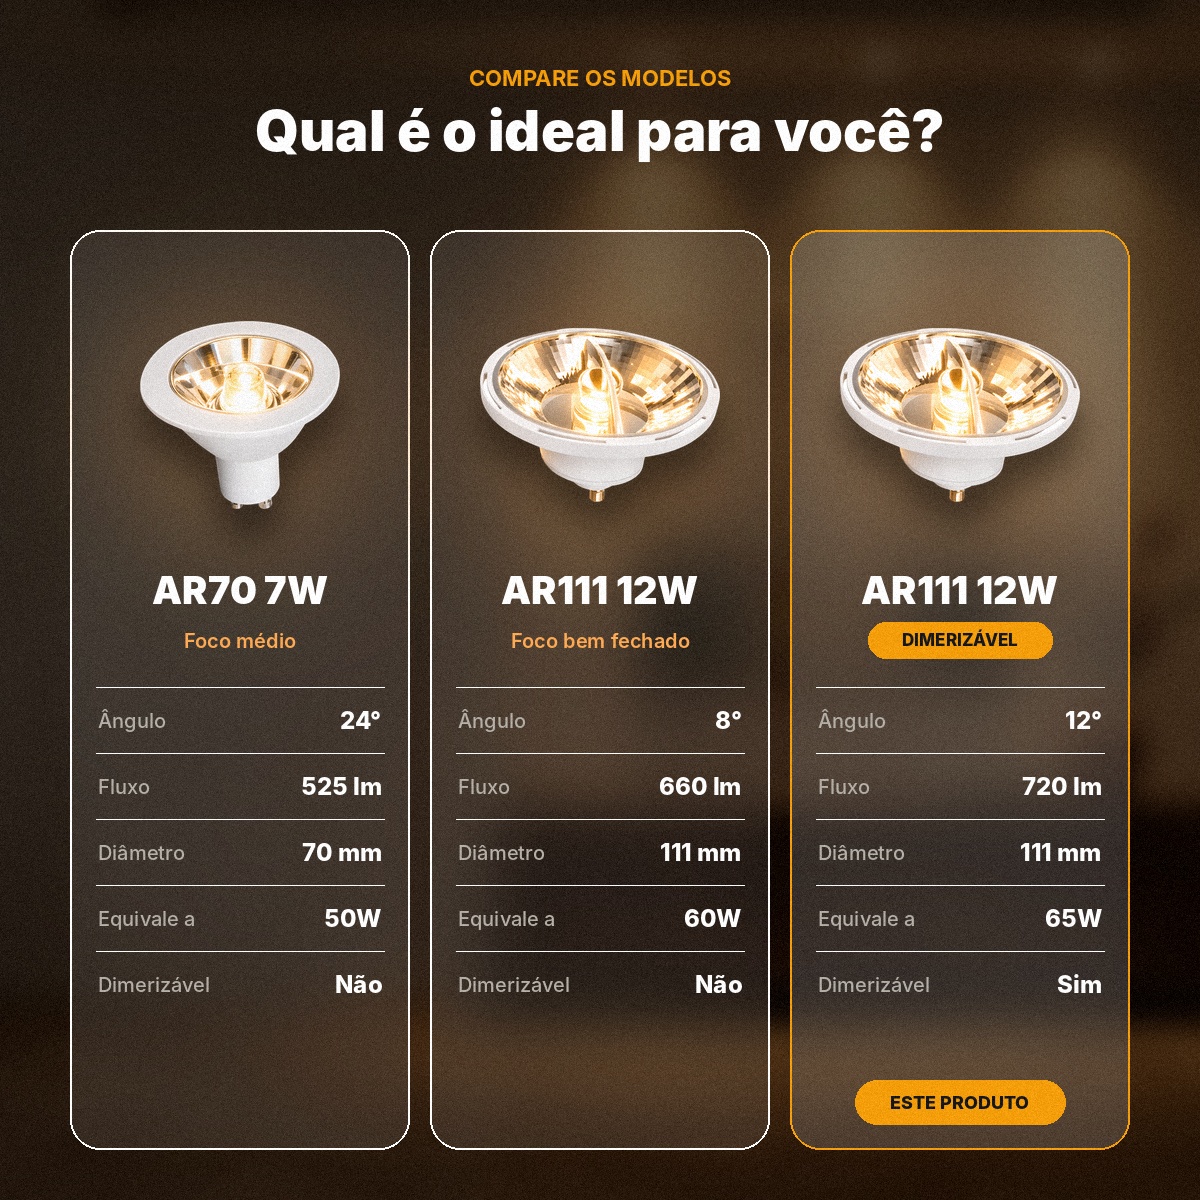 COMPARE OS MODELOS
Qual é o ideal para você?
AR70 7W
Foco médio
Ângulo 24°
Fluxo 525 lm
Diâmetro 70 mm
Equivale a 50W
Dimerizável Não
AR111 12W
Foco bem fechado
Ângulo 8°
Fluxo 660 lm
Diâmetro 111 mm
Equivale a 60W
Dimerizável Não
AR111 12W
DIMERIZÁVEL
Ângulo 12°
Fluxo 720 lm
Diâmetro 111 mm
Equivale a 65W
Dimerizável Sim
ESTE PRODUTO